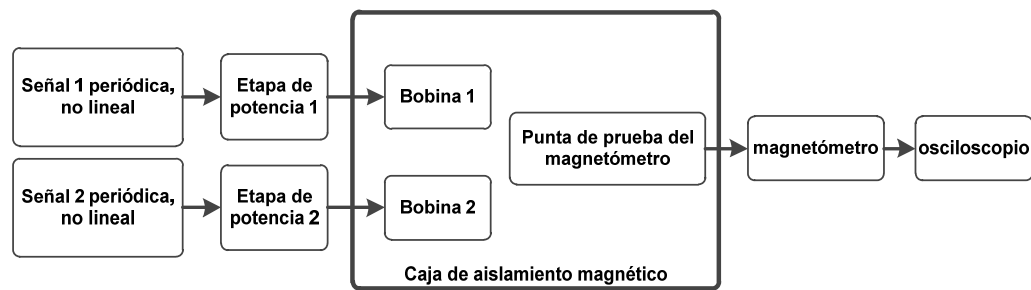 Señal 1 periódica,
no lineal
Etapa de
potencia 1
Bobina 1
Punta de prueba del
magnetómetro
magnetómetro
osciloscopio
Señal 2 periódica,
no lineal
Etapa de
potencia 2
Bobina 2
Caja de aislamiento magnético